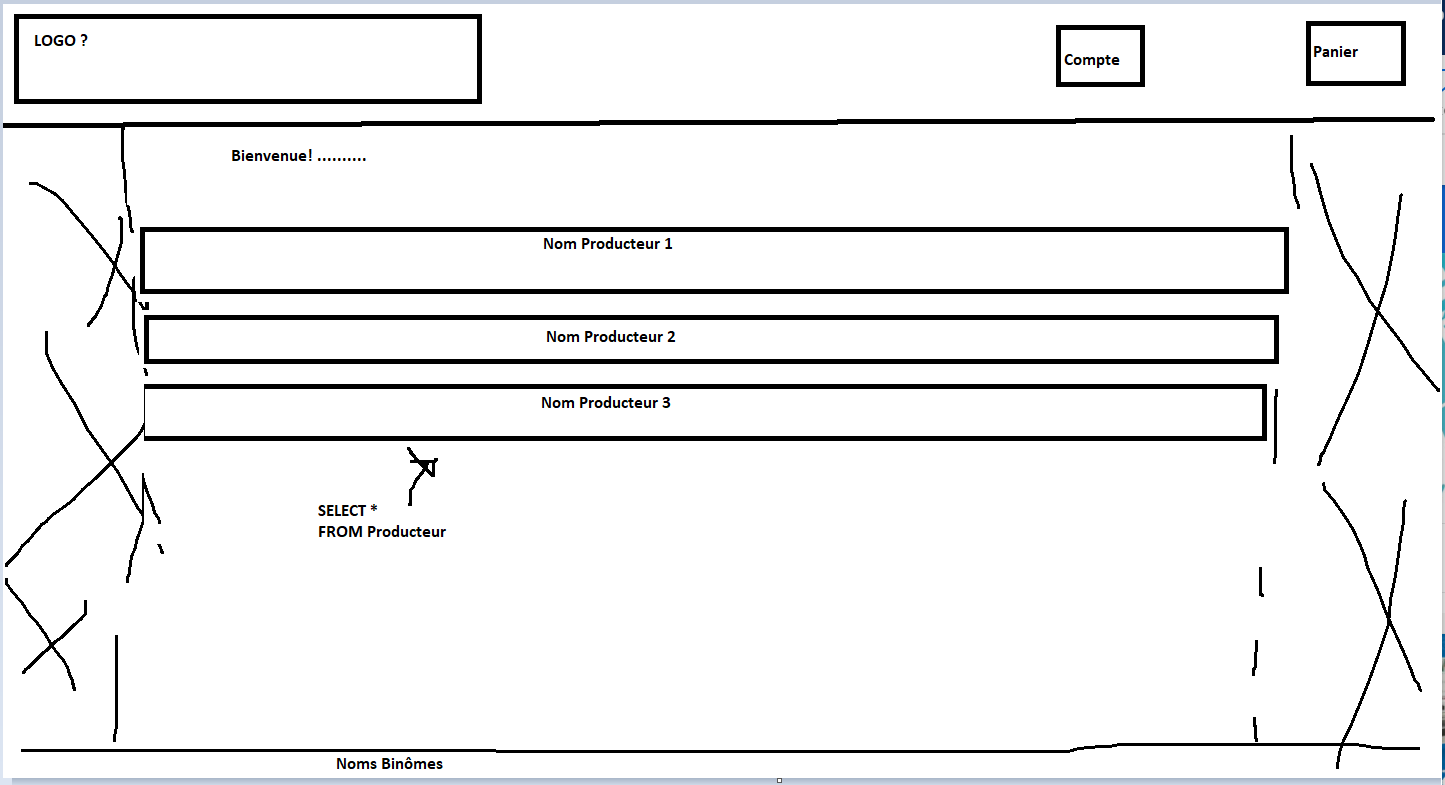 LOGO ?
Compte
Panier
Bienvenue! ..........
Nom Producteur 1
Nom Producteur 2
Nom Producteur 3
SELECT *
FROM Producteur
Noms Binômes